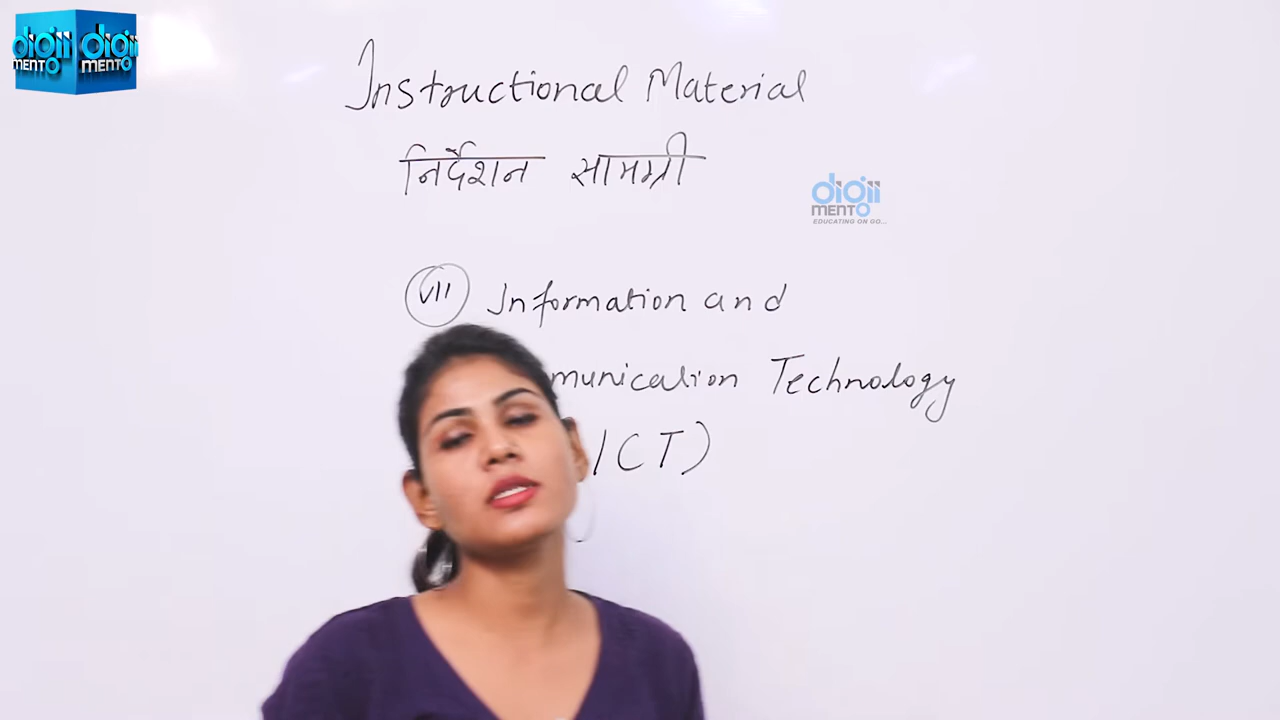 digii digii
MENTO MENTO
Instructional Material
निर्देशन सामग्री
digii
MENTO
EDUCATING ON GO...
VII Information and
munication Technology
ICT)